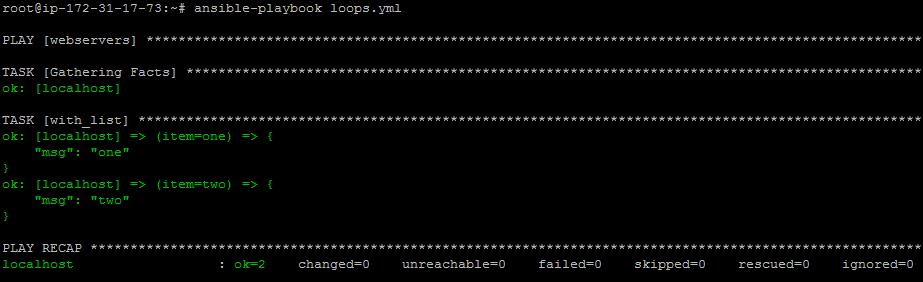 root@ip-172-31-17-73:~# ansible-playbook loops.yml
PLAY [webservers] *************************************************************************************************
TASK [Gathering Facts] ********************************************************************************************
ok: [localhost]
TASK [with_list] **************************************************************************************************
ok: [localhost] => (item=one) => {
    "msg": "one"
}
ok: [localhost] => (item=two) => {
    "msg": "two"
}
PLAY RECAP ********************************************************************************************************
localhost                  : ok=2    changed=0    unreachable=0    failed=0    skipped=0    rescued=0    ignored=0